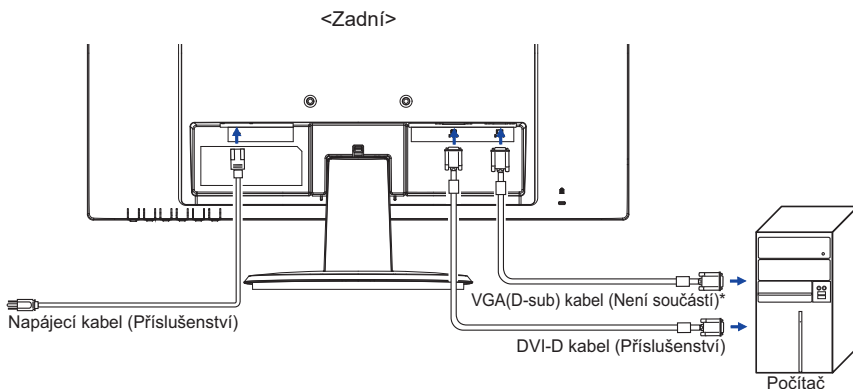 <Zadní>
VGA(D-sub) kabel (Není součástí)*
Napájecí kabel (Příslušenství)
DVI-D kabel (Příslušenství)
Počítač